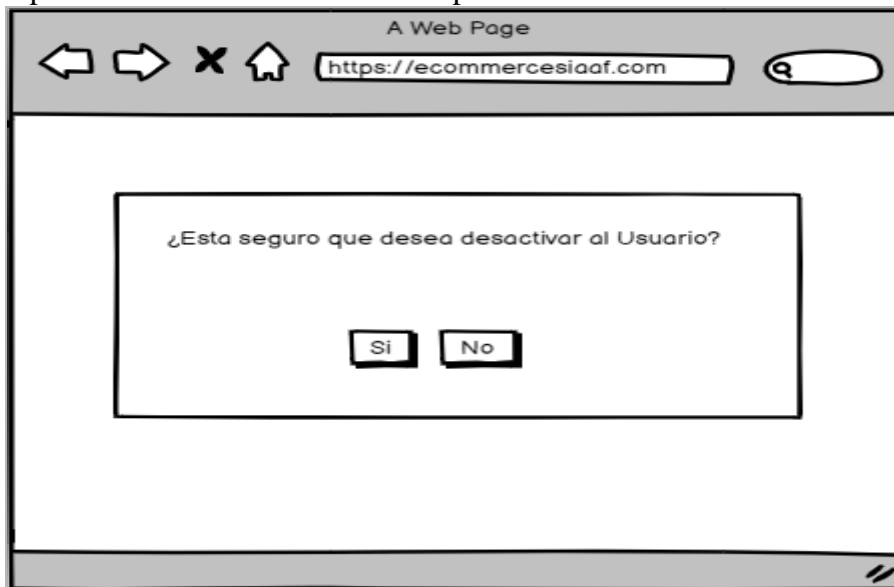 A Web Page
https://ecommercesiaaf.com
¿Esta seguro que desea desactivar al Usuario?
Si No